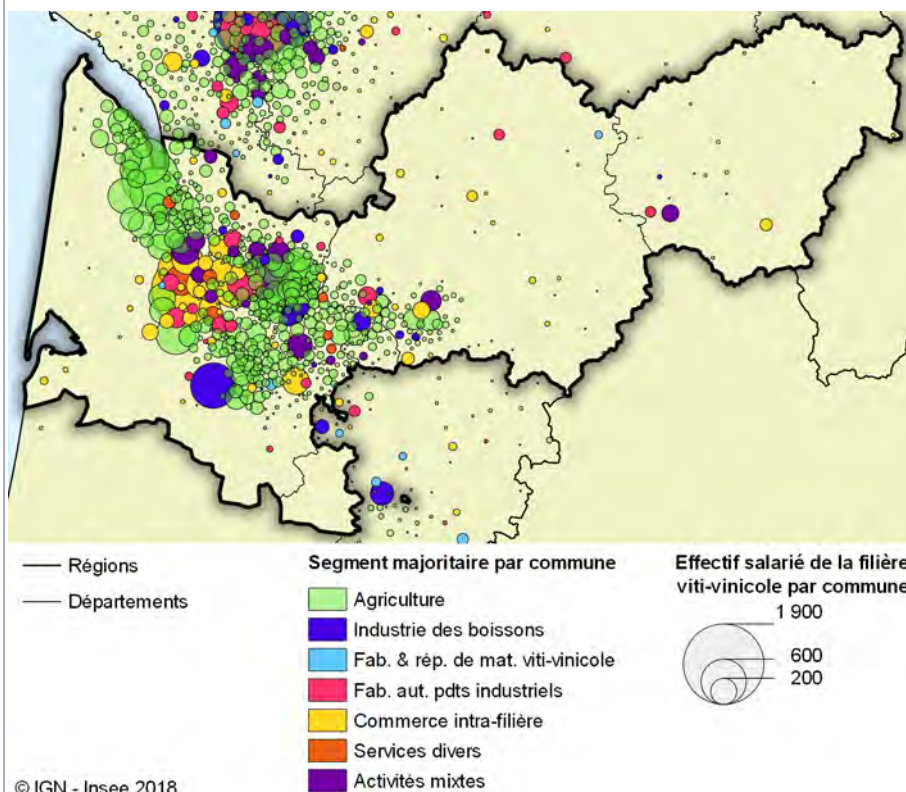 Régions
Départements
Segment majoritaire par commune
Agriculture
Industrie des boissons
Fab. & rép. de mat. viti-vinicole
Fab. aut. pdts industriels
Commerce intra-filière
Services divers
Activités mixtes
Effectif salarié de la filière
viti-vinicole par commune
1 900
600
200
© IGN - Insee 2018